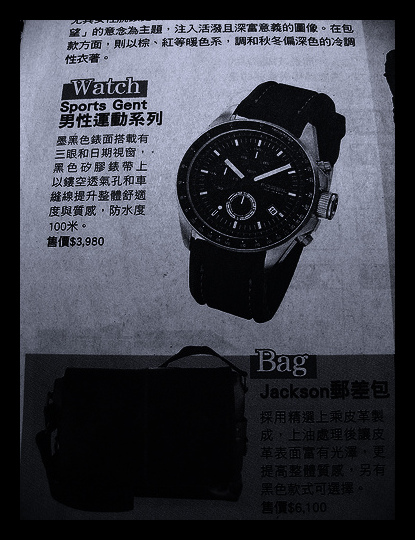 望」的意念為主題，注入活潑且深富意義的圖像。在包
款方面，則以棕、紅等暖色系，調和秋冬偏深色的冷調
性衣著。
Watch
Sports Gent
男性運動系列
墨黑色錶面搭載有
三眼和日期視窗，
黑色矽膠錶帶上
以鏤空透氣孔和車
縫線提升整體舒適
度與質感，防水度
100米。
售價$3,980
Bag
Jackson郵差包
採用精選上乘皮革製
成，上油處理後讓皮
革表面富有光澤，更
提高整體質感，另有
黑色款式可選擇。
售價$6,100